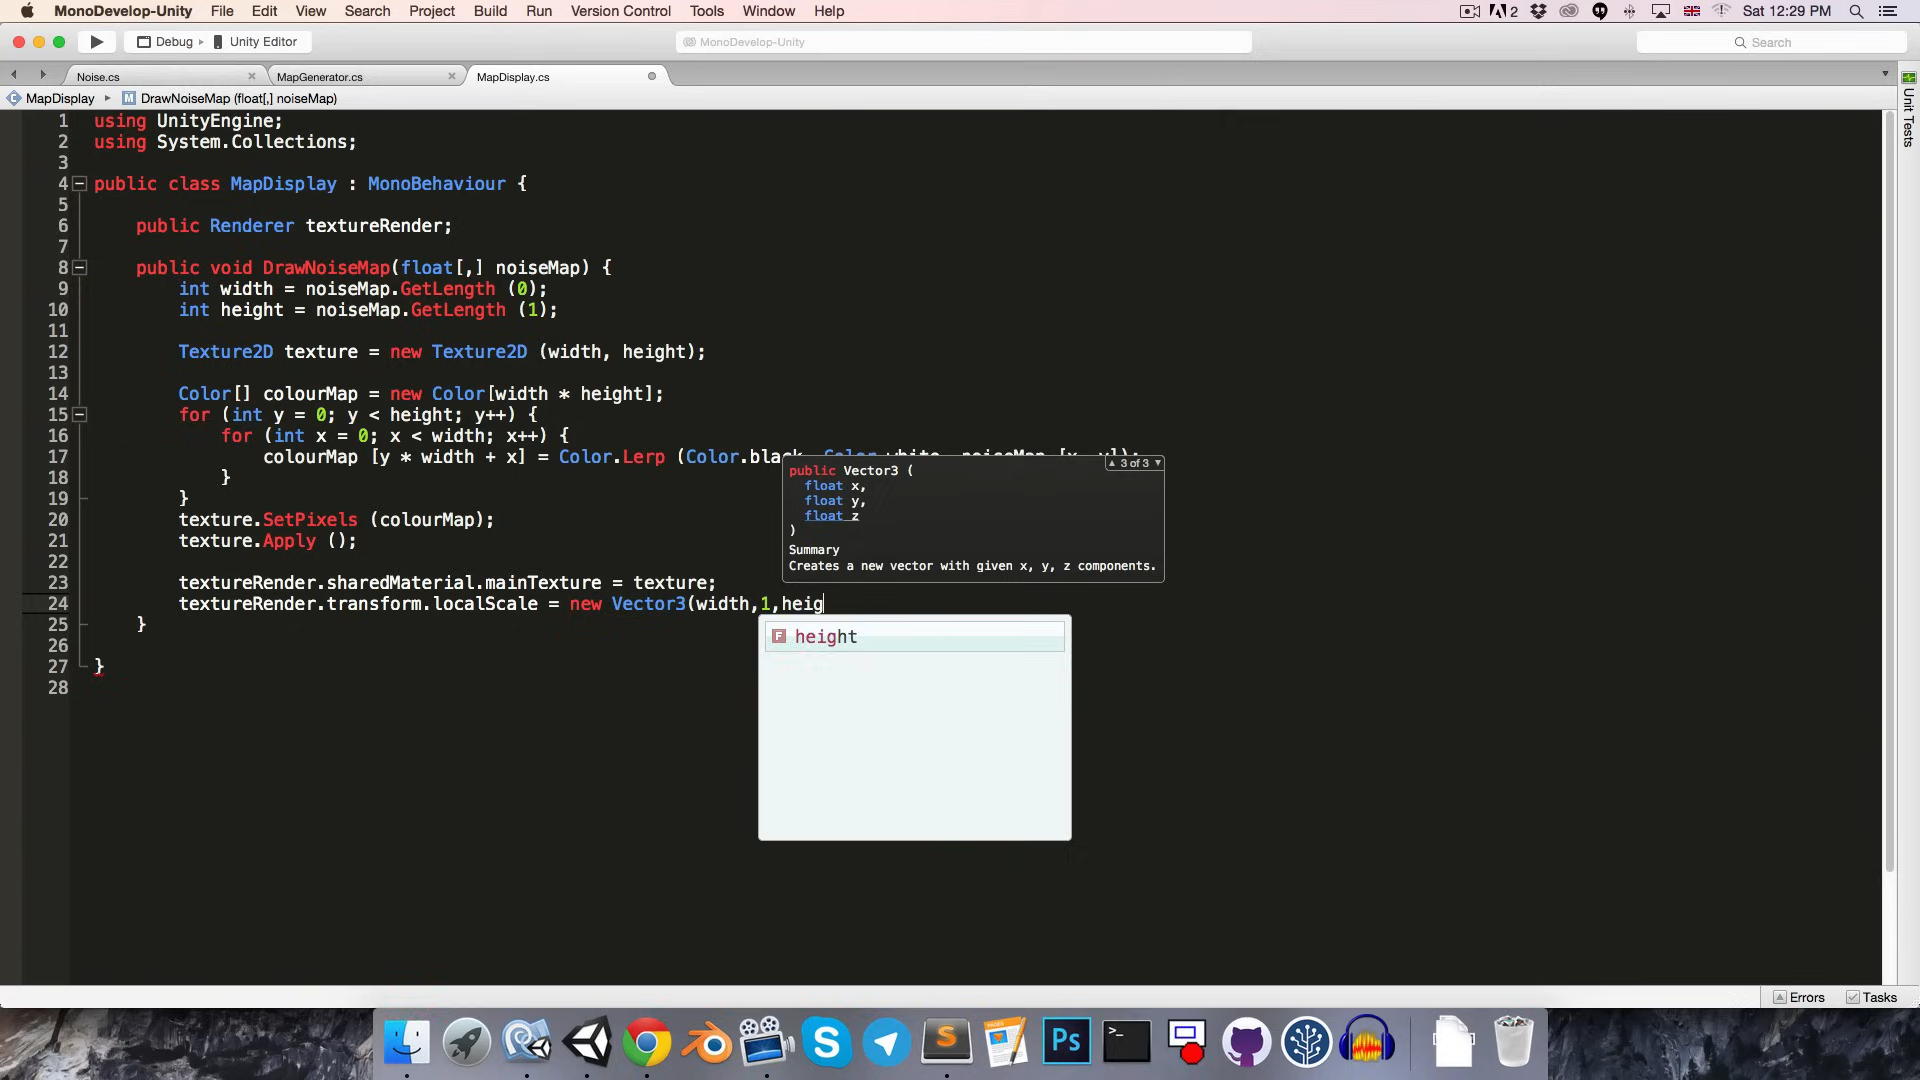 MonoDevelop-Unity File Edit View Search Project Build Run Version Control Tools Window Help 2 Sat 12:29 PM
Debug Unity Editor MonoDevelop-Unity Search
Noise.cs MapGenerator.cs MapDisplay.cs
MapDisplay DrawNoiseMap (float[,] noiseMap)
Unit Tests
1 using UnityEngine;
2 using System.Collections;
3
4 public class MapDisplay : MonoBehaviour {
5
6 public Renderer textureRender;
7
8 public void DrawNoiseMap(float[,] noiseMap) {
9 int width = noiseMap.GetLength (0);
10 int height = noiseMap.GetLength (1);
11
12 Texture2D texture = new Texture2D (width, height);
13
14 Color[] colourMap = new Color[width * height];
15 for (int y = 0; y < height; y++) {
16 for (int x = 0; x < width; x++) {
17 colourMap [y * width + x] = Color.Lerp (Color.black, Color.white, noiseMap [x, y]);
18 }
19 }
20 texture.SetPixels (colourMap);
21 texture.Apply ();
22
23 textureRender.sharedMaterial.mainTexture = texture;
24 textureRender.transform.localScale = new Vector3(width,1,heig
25 }
26
27 }
28
3 of 3
public Vector3 (
float x,
float y,
float z
)
Summary
Creates a new vector with given x, y, z components.
F height
Errors Tasks
PAGES
Ps
>_
S